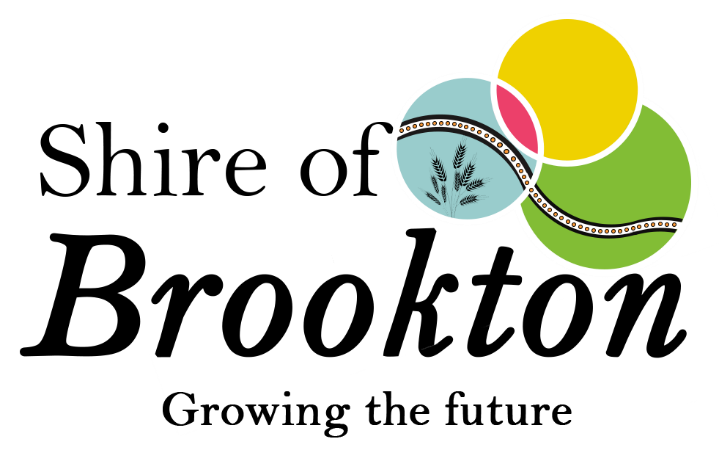 Shire of
Brookton
Growing the future